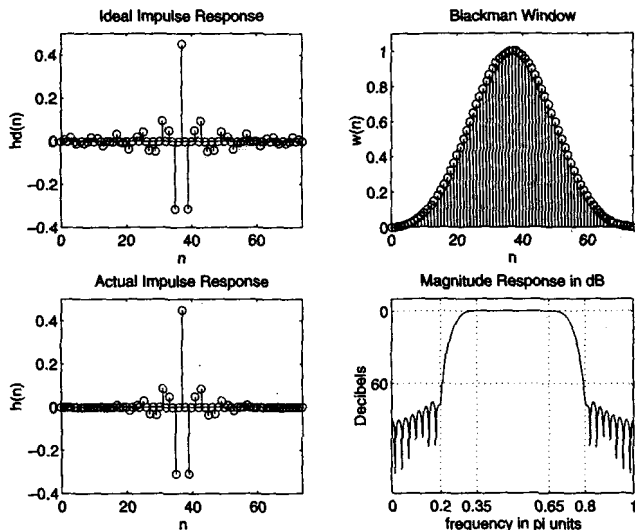 Ideal Impulse Response
0.4
0.2
0
-0.2
-0.4
hd(n)
0 20 40 60
n
Blackman Window
1
0.8
0.6
0.4
0.2
0
w(n)
0 20 40 60
n
Actual Impulse Response
0.4
0.2
0
-0.2
-0.4
h(n)
0 20 40 60
n
Magnitude Response in dB
0
60
Decibels
0 0.2 0.35 0.65 0.8 1
frequency in pi units